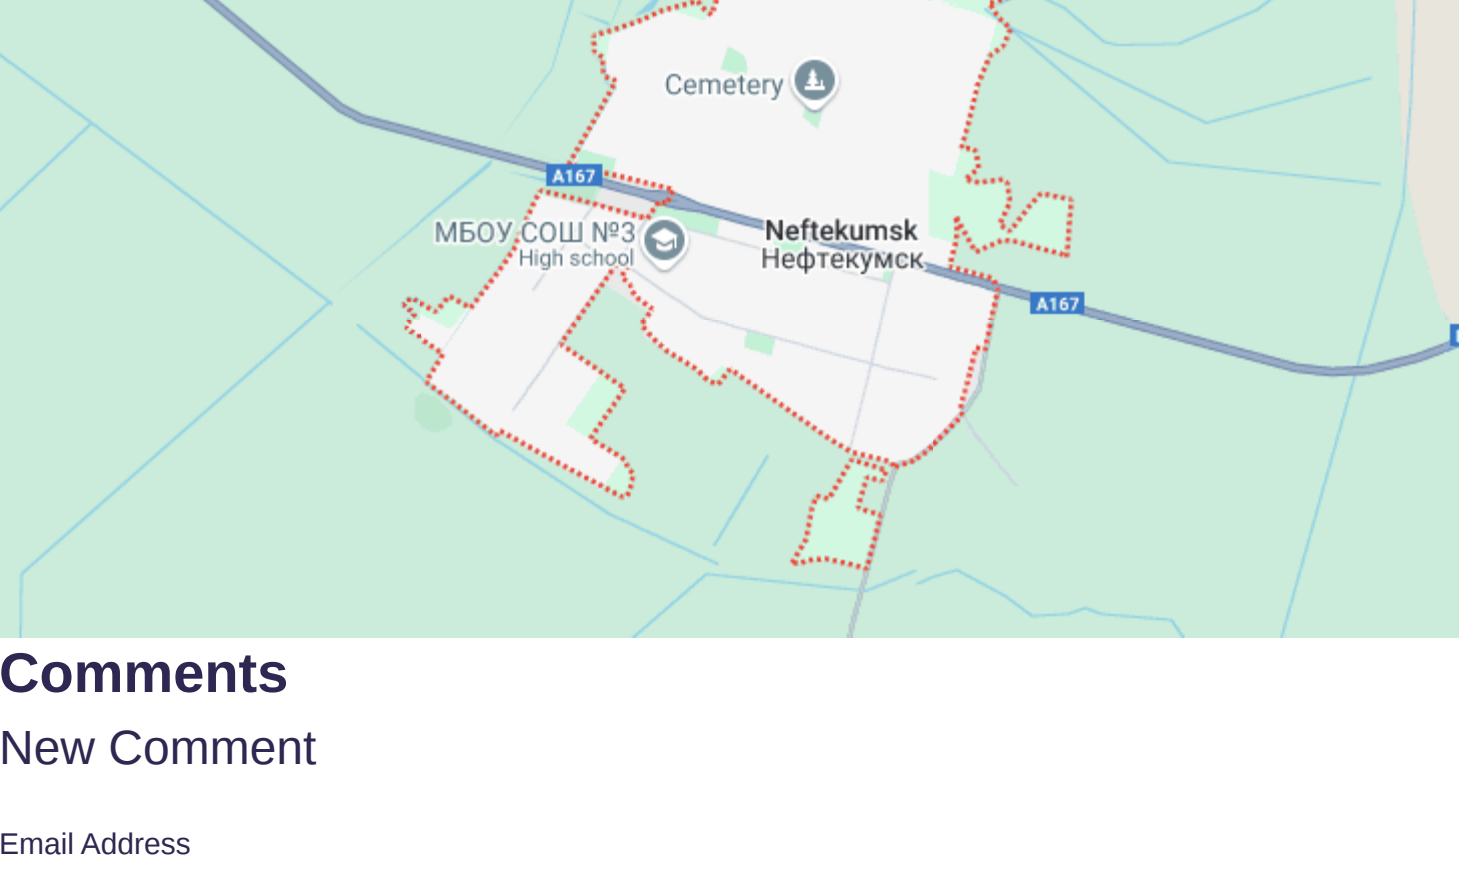 Cemetery
A167
МБОУ СОШ №3
High school
Neftekumsk
Нефтекумск
A167
Comments
New Comment
Email Address